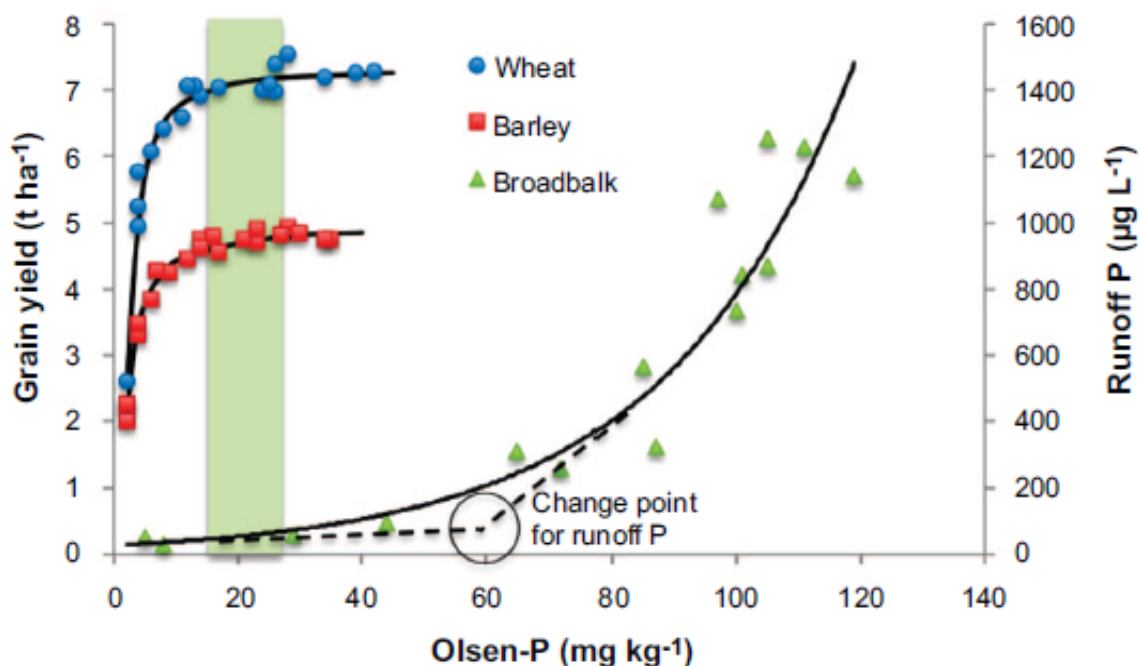 Grain yield (t ha⁻¹)
8
7
6
5
4
3
2
1
0
Wheat
Barley
Broadbalk
Change point
for runoff P
1600
1400
1200
1000
800
600
400
200
0
Runoff P (µg L⁻¹)
0 20 40 60 80 100 120 140
Olsen-P (mg kg⁻¹)